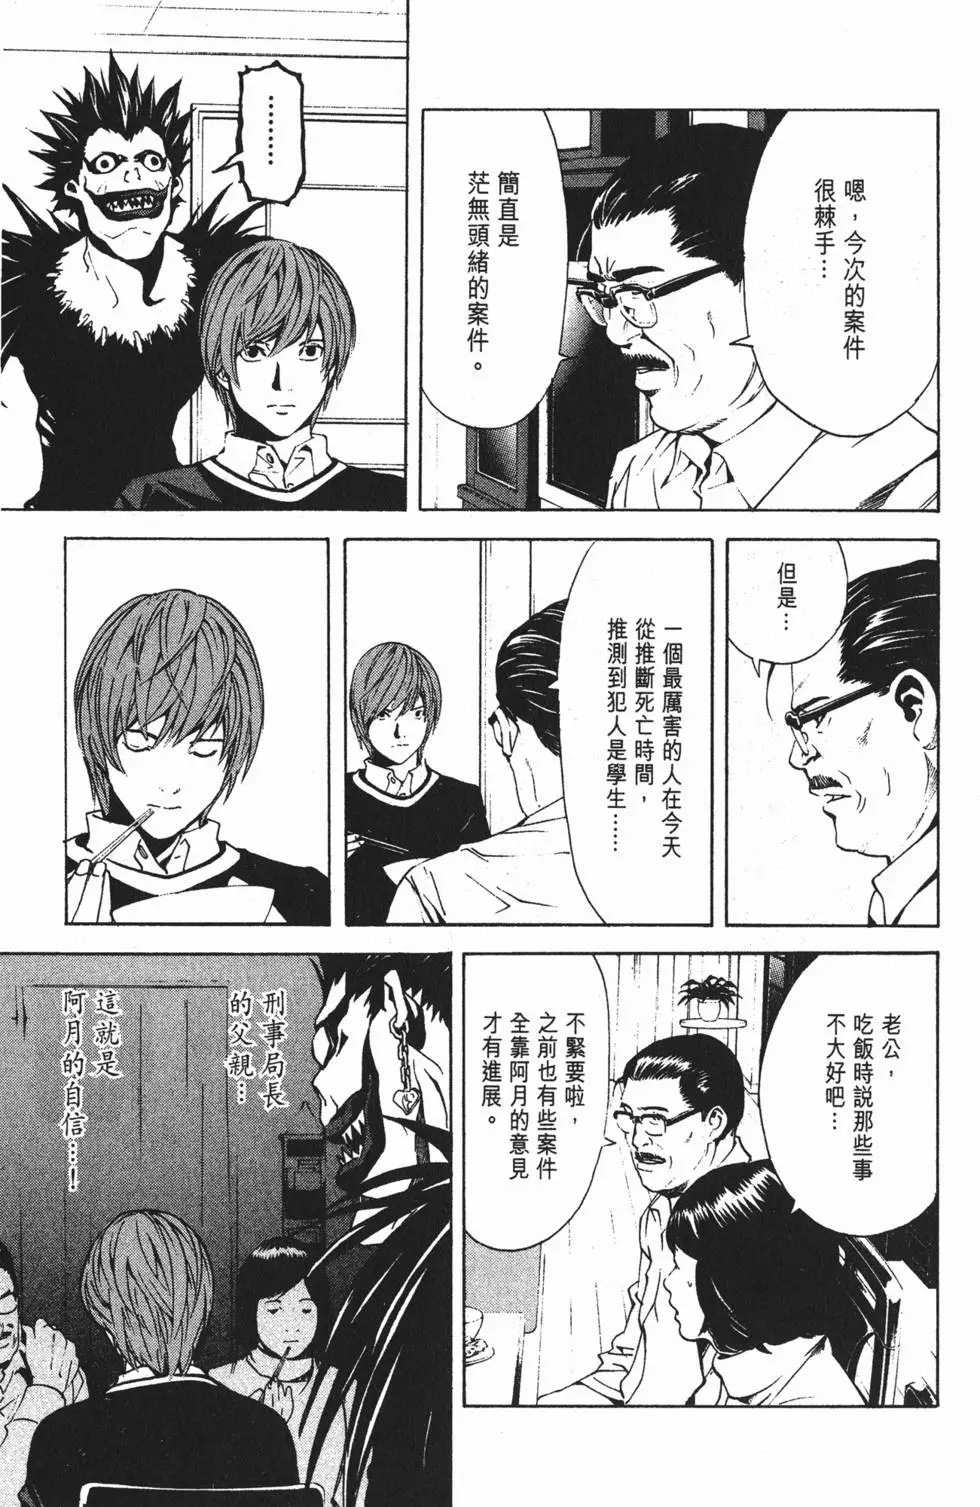 嗯，今次的案件
很棘手…
簡直是
茫無頭緒的案件。
………
但是…
一個最厲害的人在今天
從推斷死亡時間，
推測到犯人是學生……
老公，
吃飯時説那些事
不大好吧…
不緊要啦，
之前也有些案件
全靠阿月的意見
才有進展。
刑事局長
的父親…
這就是
阿月的自信…!